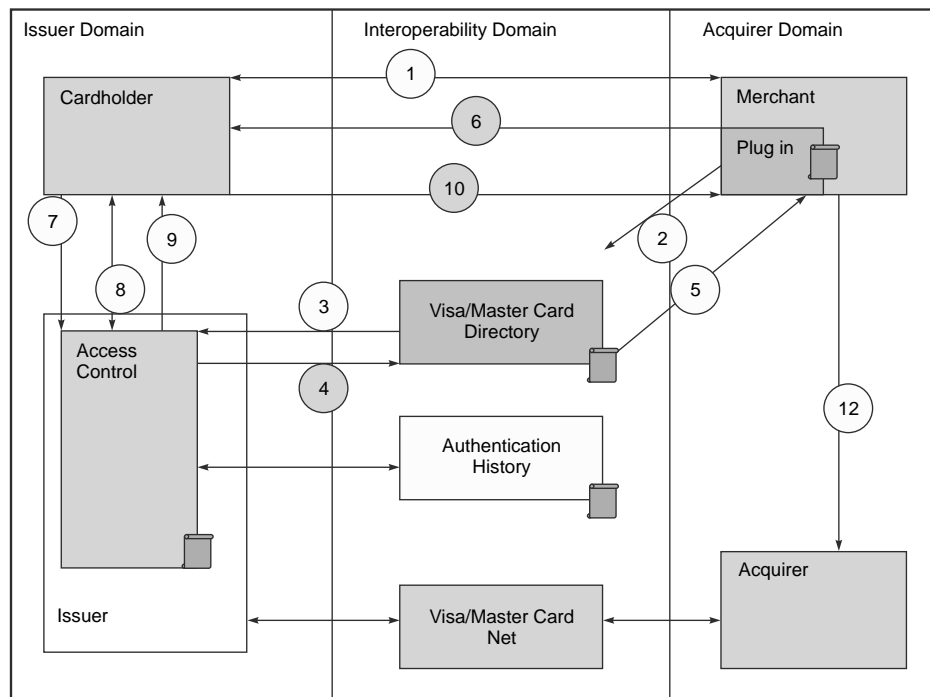 Issuer Domain
Interoperability Domain
Acquirer Domain
1
Cardholder
Merchant
6
Plug in
10
7
9
2
8
3
5
Visa/Master Card
Directory
Access
Control
4
12
Authentication
History
Acquirer
Issuer
Visa/Master Card
Net